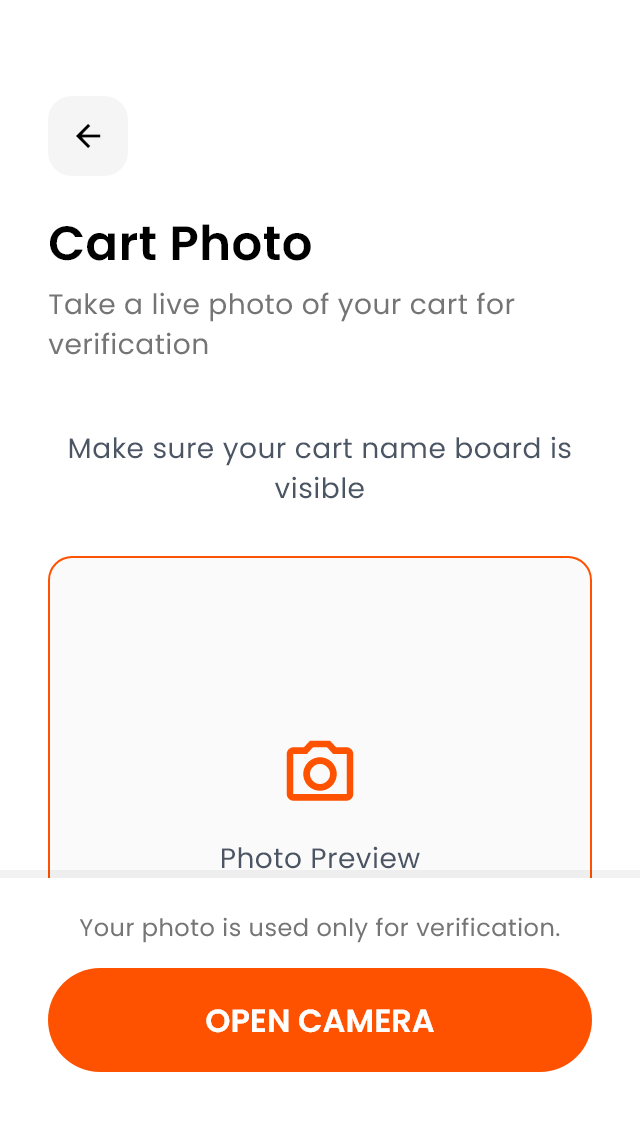 Cart Photo
Take a live photo of your cart for
verification
Make sure your cart name board is
visible
Photo Preview
Your photo is used only for verification.
OPEN CAMERA